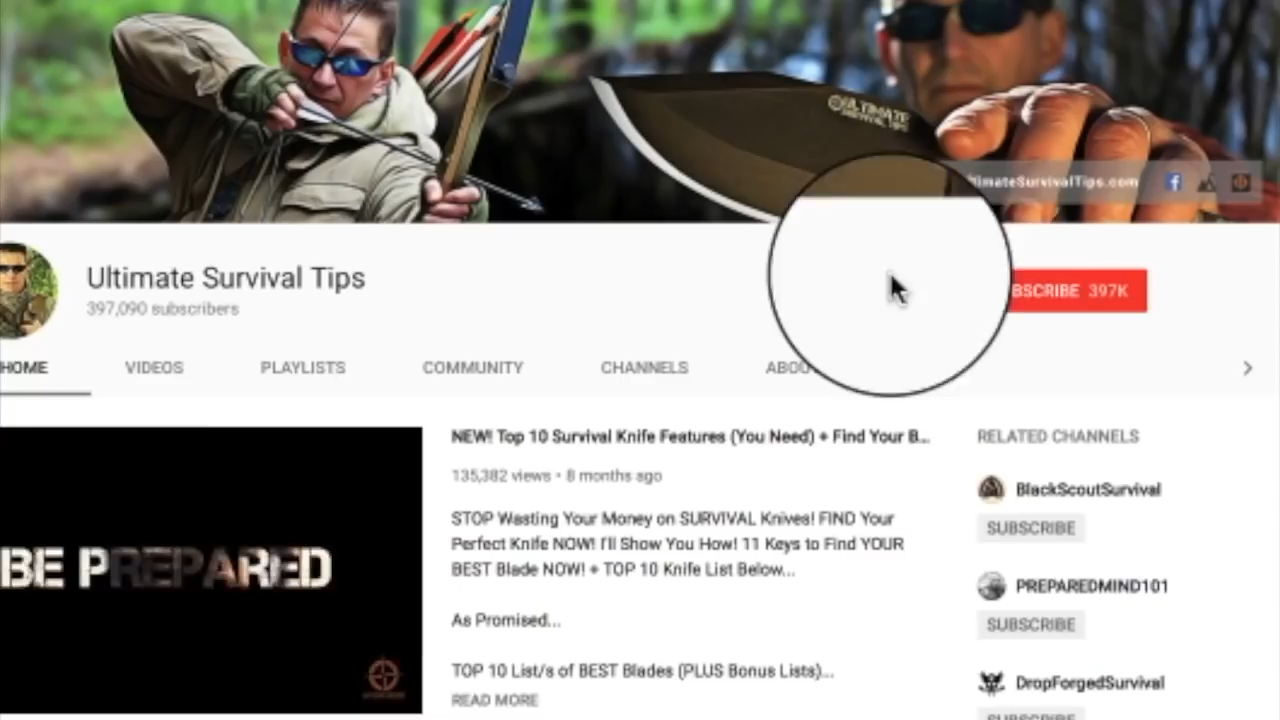 ULTIMATE
SURVIVAL TIPS
timateSurvivalTips.com
Ultimate Survival Tips
397,090 subscribers
BSCRIBE 397K
HOME
VIDEOS
PLAYLISTS
COMMUNITY
CHANNELS
ABOU
BE PREPARED
NEW! Top 10 Survival Knife Features (You Need) + Find Your B...
135,382 views • 8 months ago
STOP Wasting Your Money on SURVIVAL Knives! FIND Your
Perfect Knife NOW! I'll Show You How! 11 Keys to Find YOUR
BEST Blade NOW! + TOP 10 Knife List Below...
As Promised...
TOP 10 List/s of BEST Blades (PLUS Bonus Lists)...
READ MORE
RELATED CHANNELS
BlackScoutSurvival
SUBSCRIBE
PREPAREDMIND101
SUBSCRIBE
DropForgedSurvival
SUBSCRIBE